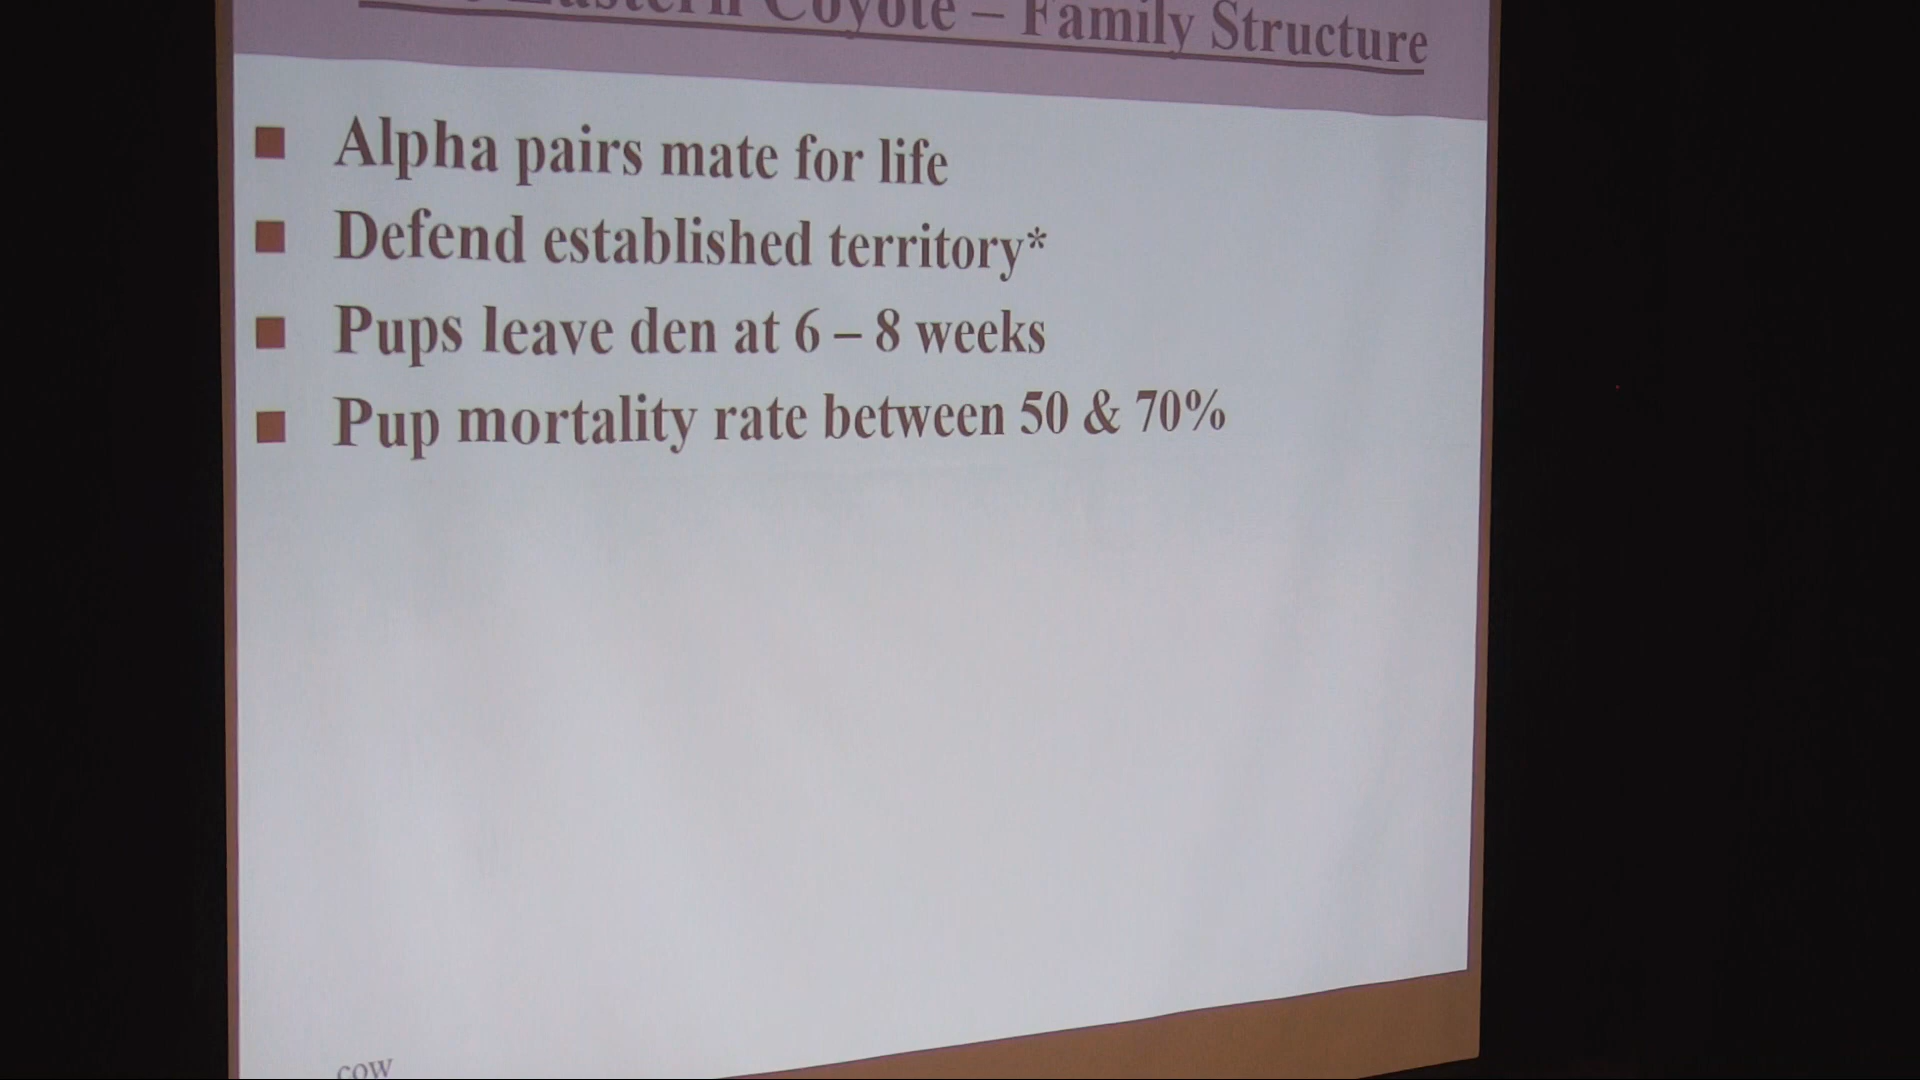 Eastern Coyote – Family Structure
■ Alpha pairs mate for life
■ Defend established territory*
■ Pups leave den at 6 – 8 weeks
■ Pup mortality rate between 50 & 70%
cow